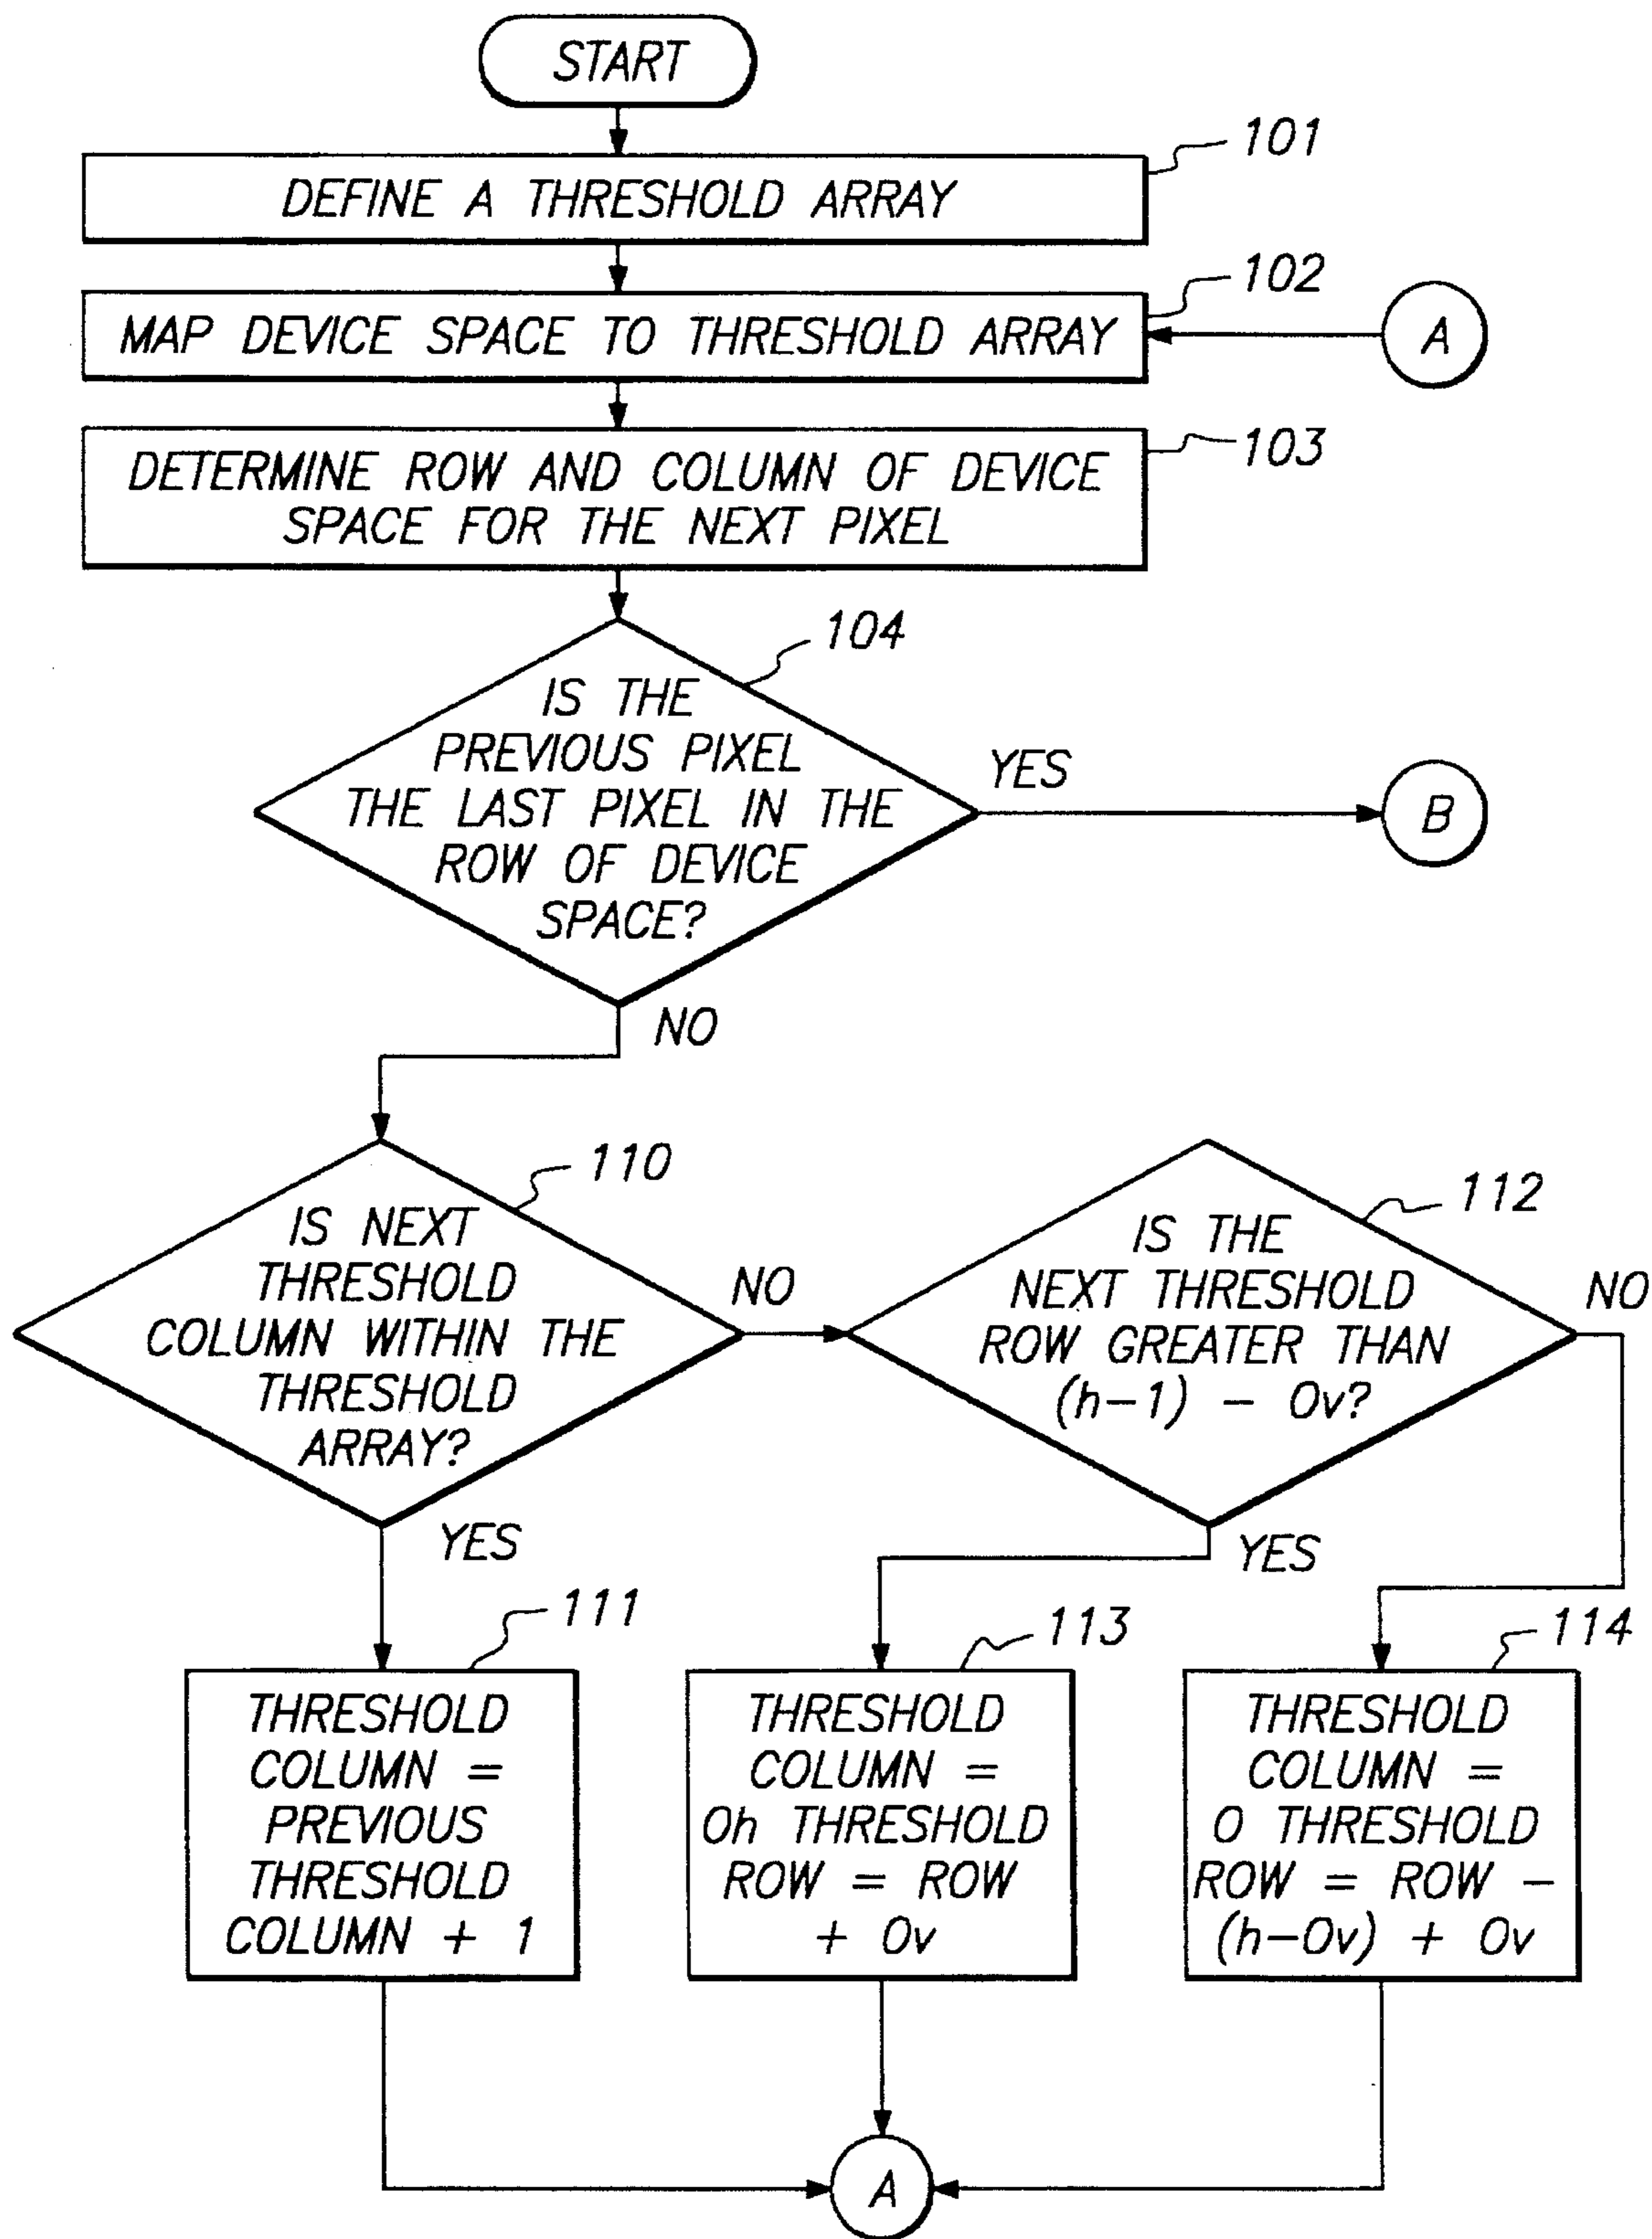 START
101
DEFINE A THRESHOLD ARRAY
102
MAP DEVICE SPACE TO THRESHOLD ARRAY
A
103
DETERMINE ROW AND COLUMN OF DEVICE
SPACE FOR THE NEXT PIXEL
104
IS THE
PREVIOUS PIXEL
THE LAST PIXEL IN THE
ROW OF DEVICE
SPACE?
YES
B
NO
110
IS NEXT
THRESHOLD
COLUMN WITHIN THE
THRESHOLD
ARRAY?
NO
YES
112
IS THE
NEXT THRESHOLD
ROW GREATER THAN
(h-1) - Ov?
NO
YES
111
THRESHOLD
COLUMN =
PREVIOUS
THRESHOLD
COLUMN + 1
113
THRESHOLD
COLUMN =
Oh THRESHOLD
ROW = ROW
+ Ov
114
THRESHOLD
COLUMN =
0 THRESHOLD
ROW = ROW -
(h-Ov) + Ov
A